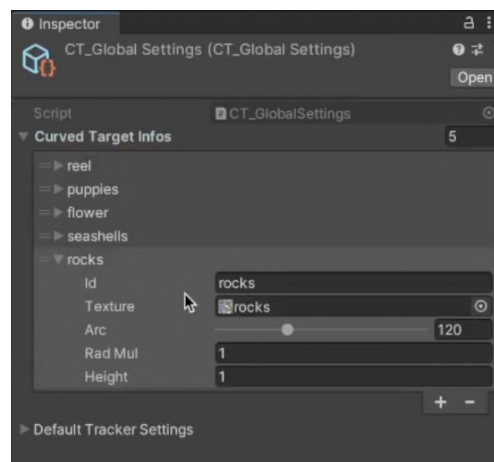 Inspector
CT_Global Settings (CT_Global Settings)
Open
Script CT_GlobalSettings
Curved Target Infos 5
reel
puppies
flower
seashells
rocks
Id rocks
Texture rocks
Arc 120
Rad Mul 1
Height 1
+ -
Default Tracker Settings